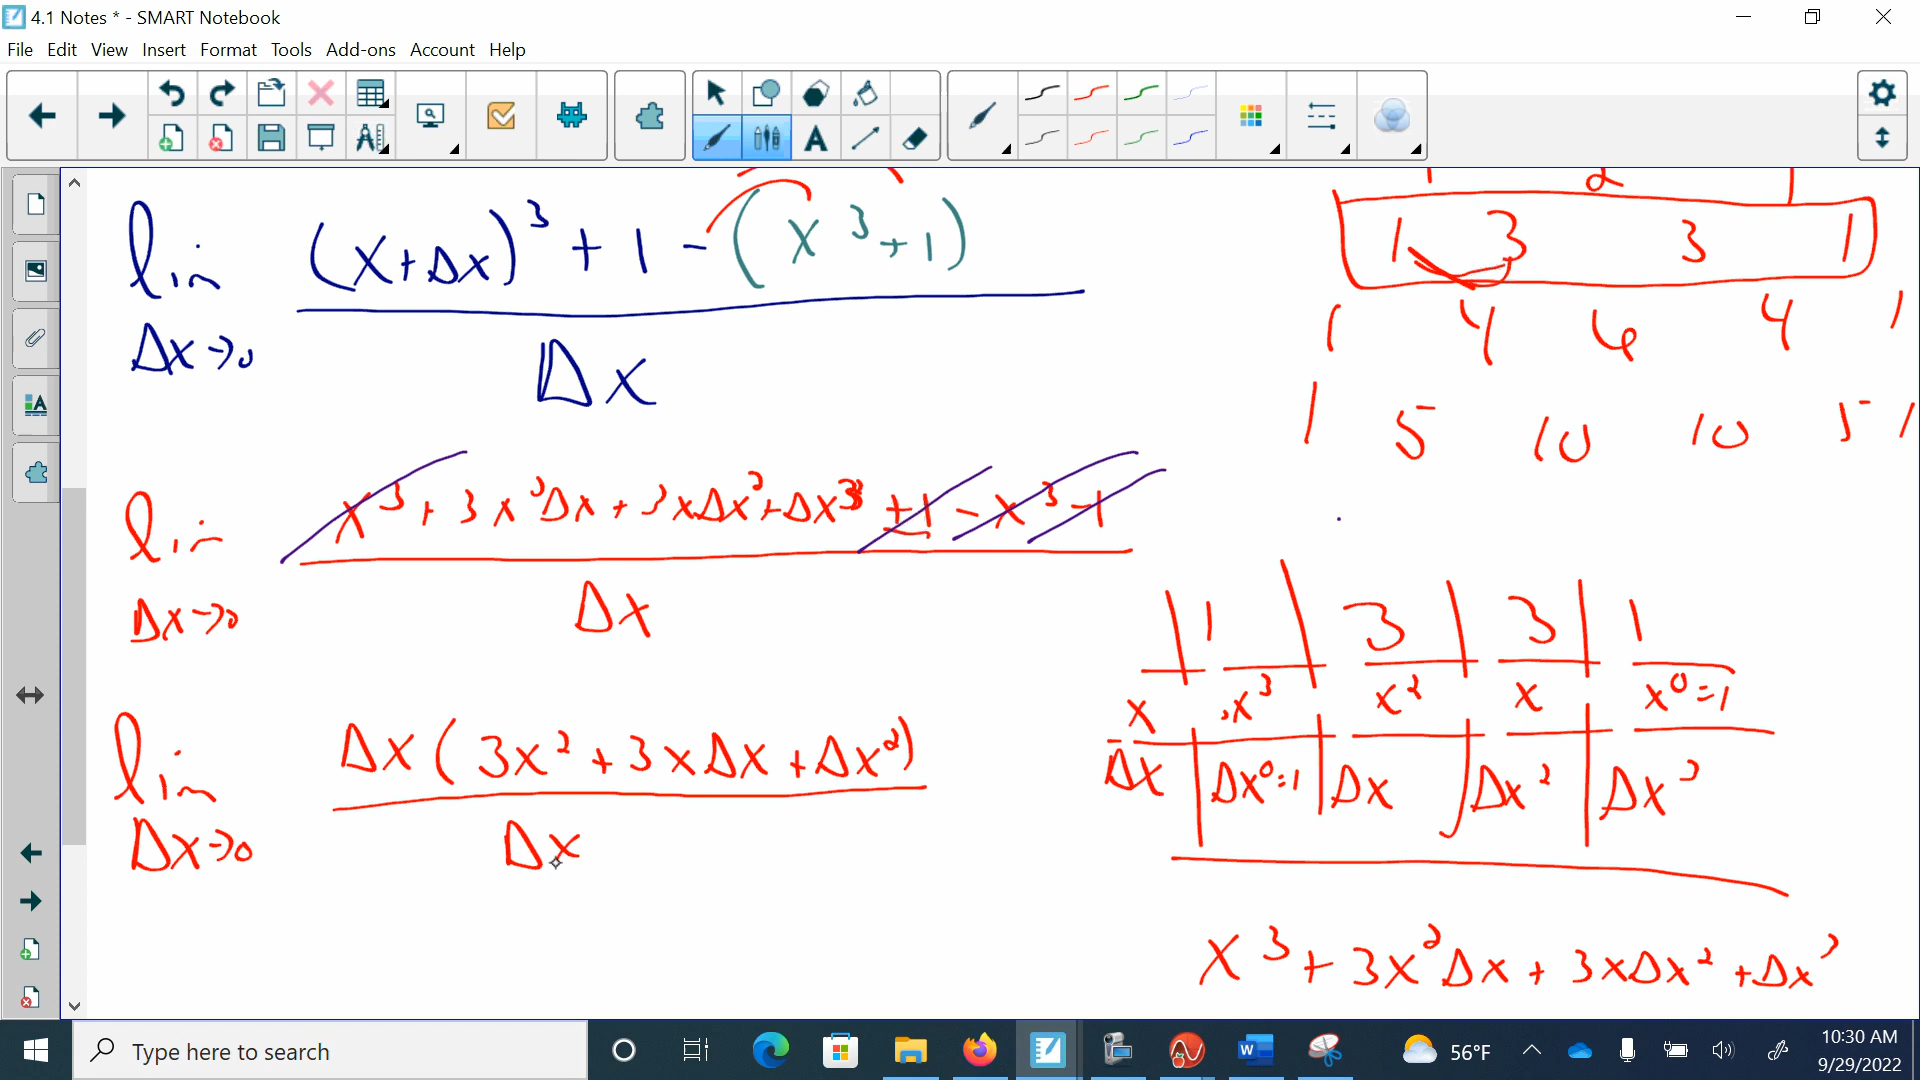 4.1 Notes * - SMART Notebook
File Edit View Insert Format Tools Add-ons Account Help
lim (x+Δx)³ + 1 - (x³+1)
Δx→0 Δx
lim x³ + 3x²Δx + 3xΔx² + Δx³ +1 - x³ - 1
Δx→0 Δx
lim Δx(3x² + 3xΔx + Δx²)
Δx→0 Δx
2
1 3 3 1
1 4 6 4 1
1 5 10 10 5 1
1 3 3 1
x x³ x² x x⁰=1
Δx Δx⁰=1 Δx Δx² Δx³
x³ + 3x²Δx + 3xΔx² + Δx³
Type here to search
56°F
10:30 AM
9/29/2022